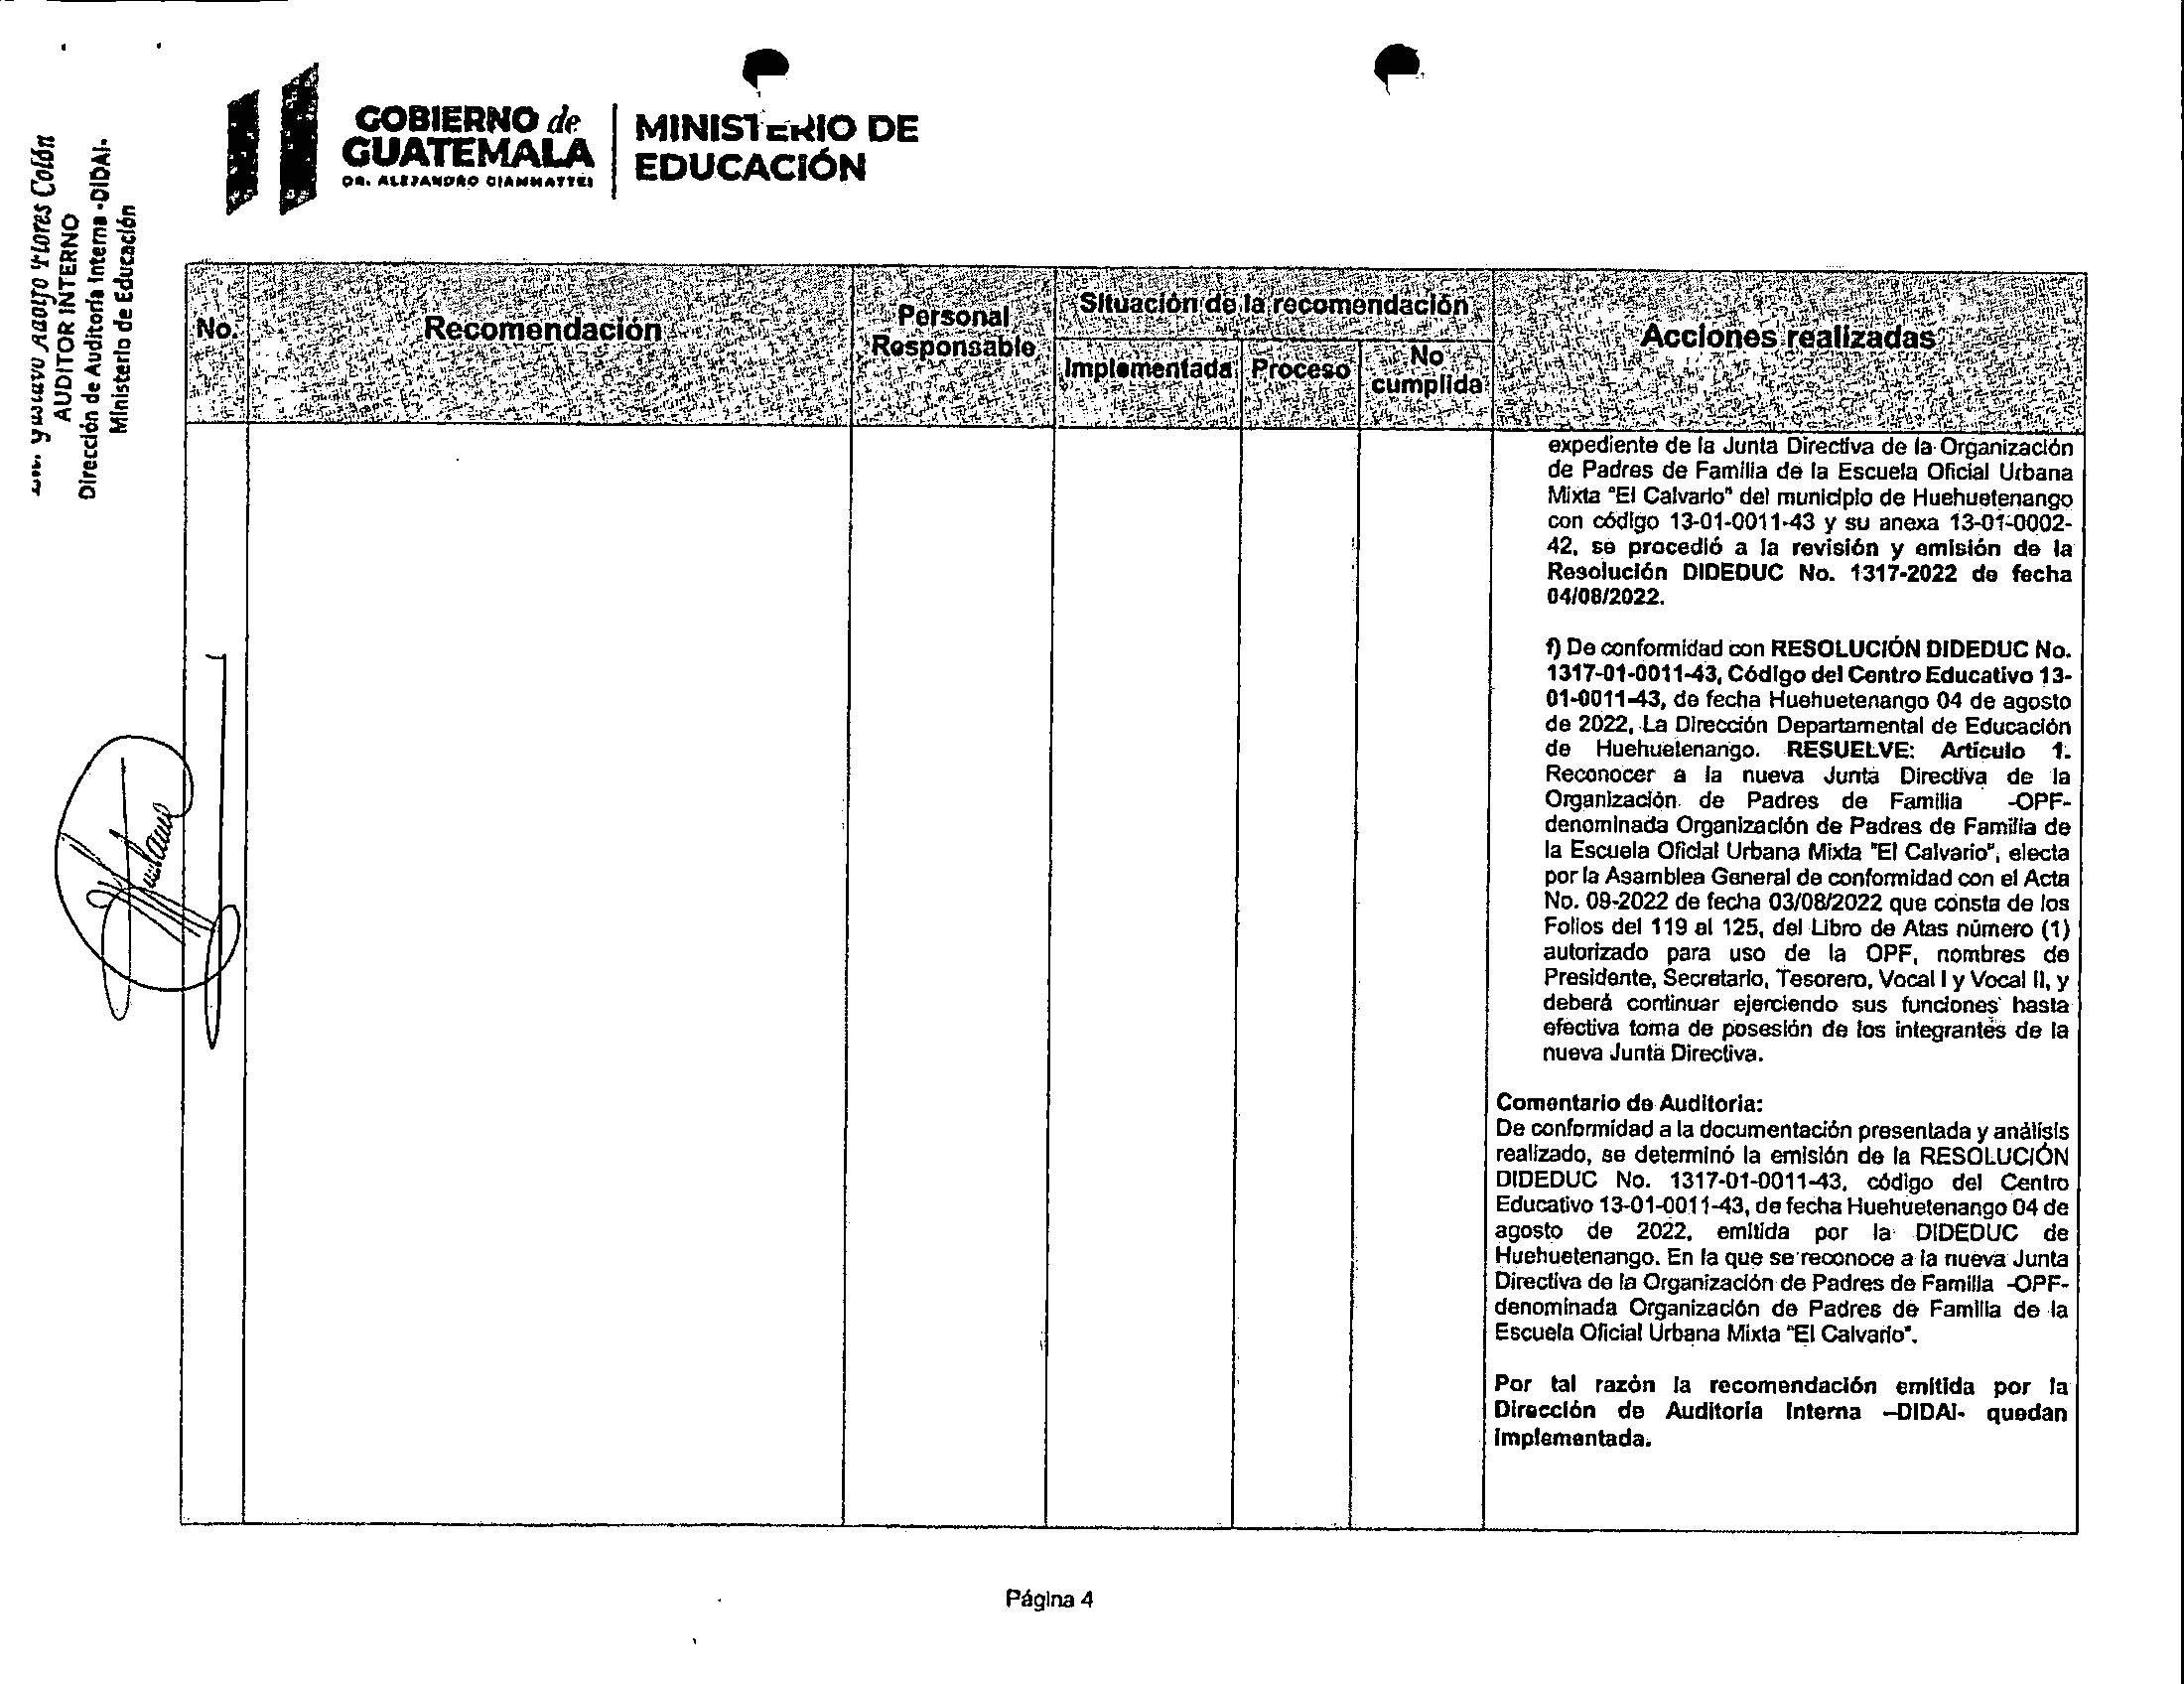 GOBIERNO de
GUATEMALA
DR. ALEJANDRO GIAMMATTEI
MINISTERIO DE
EDUCACIÓN
Flores Colón
AUDITOR INTERNO
Dirección de Auditoría Interna -DIDAI-
Ministerio de Educación
No.
Recomendación
Personal
Responsable
Situación de la recomendación
Implementada
Proceso
No
cumplida
Acciones realizadas
expediente de la Junta Directiva de la Organización
de Padres de Familia de la Escuela Oficial Urbana
Mixta "El Calvario" del municipio de Huehuetenango
con código 13-01-0011-43 y su anexa 13-01-0002-
42, se procedió a la revisión y emisión de la
Resolución DIDEDUC No. 1317-2022 de fecha
04/08/2022.
f) De conformidad con RESOLUCIÓN DIDEDUC No.
1317-01-0011-43, Código del Centro Educativo 13-
01-0011-43, de fecha Huehuetenango 04 de agosto
de 2022, La Dirección Departamental de Educación
de Huehuetenango. RESUELVE: Artículo 1.
Reconocer a la nueva Junta Directiva de la
Organización de Padres de Familia -OPF-
denominada Organización de Padres de Familia de
la Escuela Oficial Urbana Mixta "El Calvario", electa
por la Asamblea General de conformidad con el Acta
No. 09-2022 de fecha 03/08/2022 que consta de los
Folios del 119 al 125, del Libro de Atas número (1)
autorizado para uso de la OPF, nombres de
Presidente, Secretario, Tesorero, Vocal I y Vocal II, y
deberá continuar ejerciendo sus funciones hasta
efectiva toma de posesión de los integrantes de la
nueva Junta Directiva.
Comentario de Auditoria:
De conformidad a la documentación presentada y análisis
realizado, se determinó la emisión de la RESOLUCIÓN
DIDEDUC No. 1317-01-0011-43, código del Centro
Educativo 13-01-0011-43, de fecha Huehuetenango 04 de
agosto de 2022, emitida por la DIDEDUC de
Huehuetenango. En la que se reconoce a la nueva Junta
Directiva de la Organización de Padres de Familia -OPF-
denominada Organización de Padres de Familia de la
Escuela Oficial Urbana Mixta "El Calvario".
Por tal razón la recomendación emitida por la
Dirección de Auditoría Interna –DIDAI- quedan
implementada.
Página 4